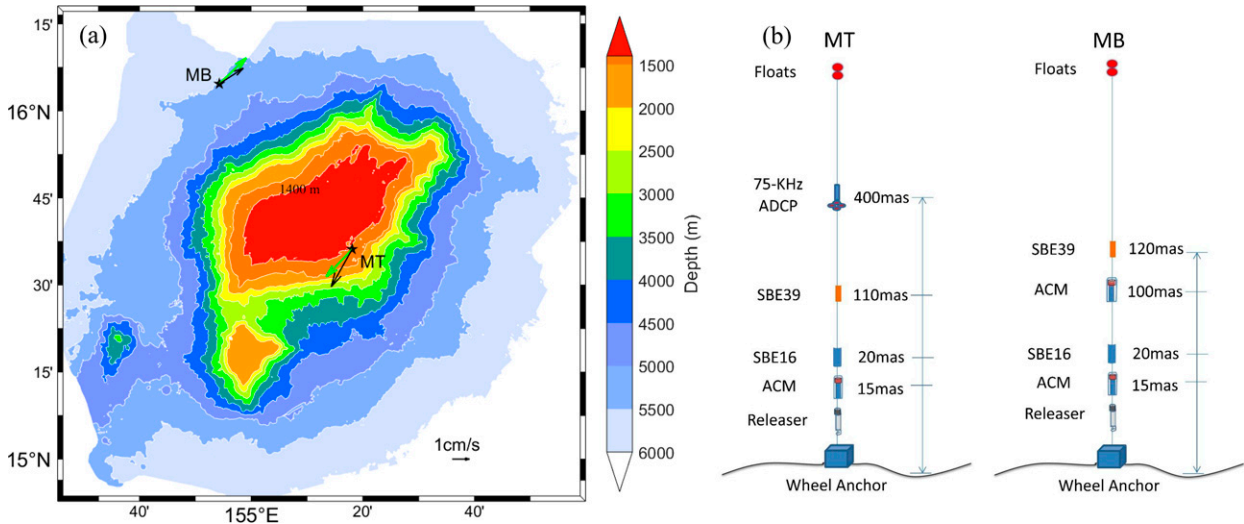 (a)
15'
16°N
45'
30'
15'
15°N
40'
155°E
20'
40'
MB
1400 m
MT
1cm/s
1500
2000
2500
3000
3500
4000
4500
5000
5500
6000
Depth (m)
(b)
MT
Floats
75-KHz
ADCP
400mas
SBE39
110mas
SBE16
20mas
ACM
15mas
Releaser
Wheel Anchor
MB
Floats
SBE39
120mas
ACM
100mas
SBE16
20mas
ACM
15mas
Releaser
Wheel Anchor